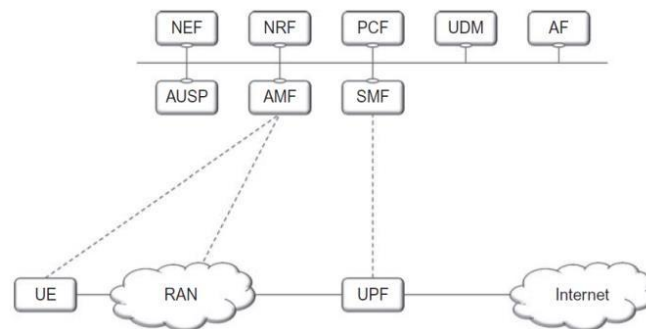 NEF NRF PCF UDM AF
AUSP AMF SMF
UE RAN UPF Internet